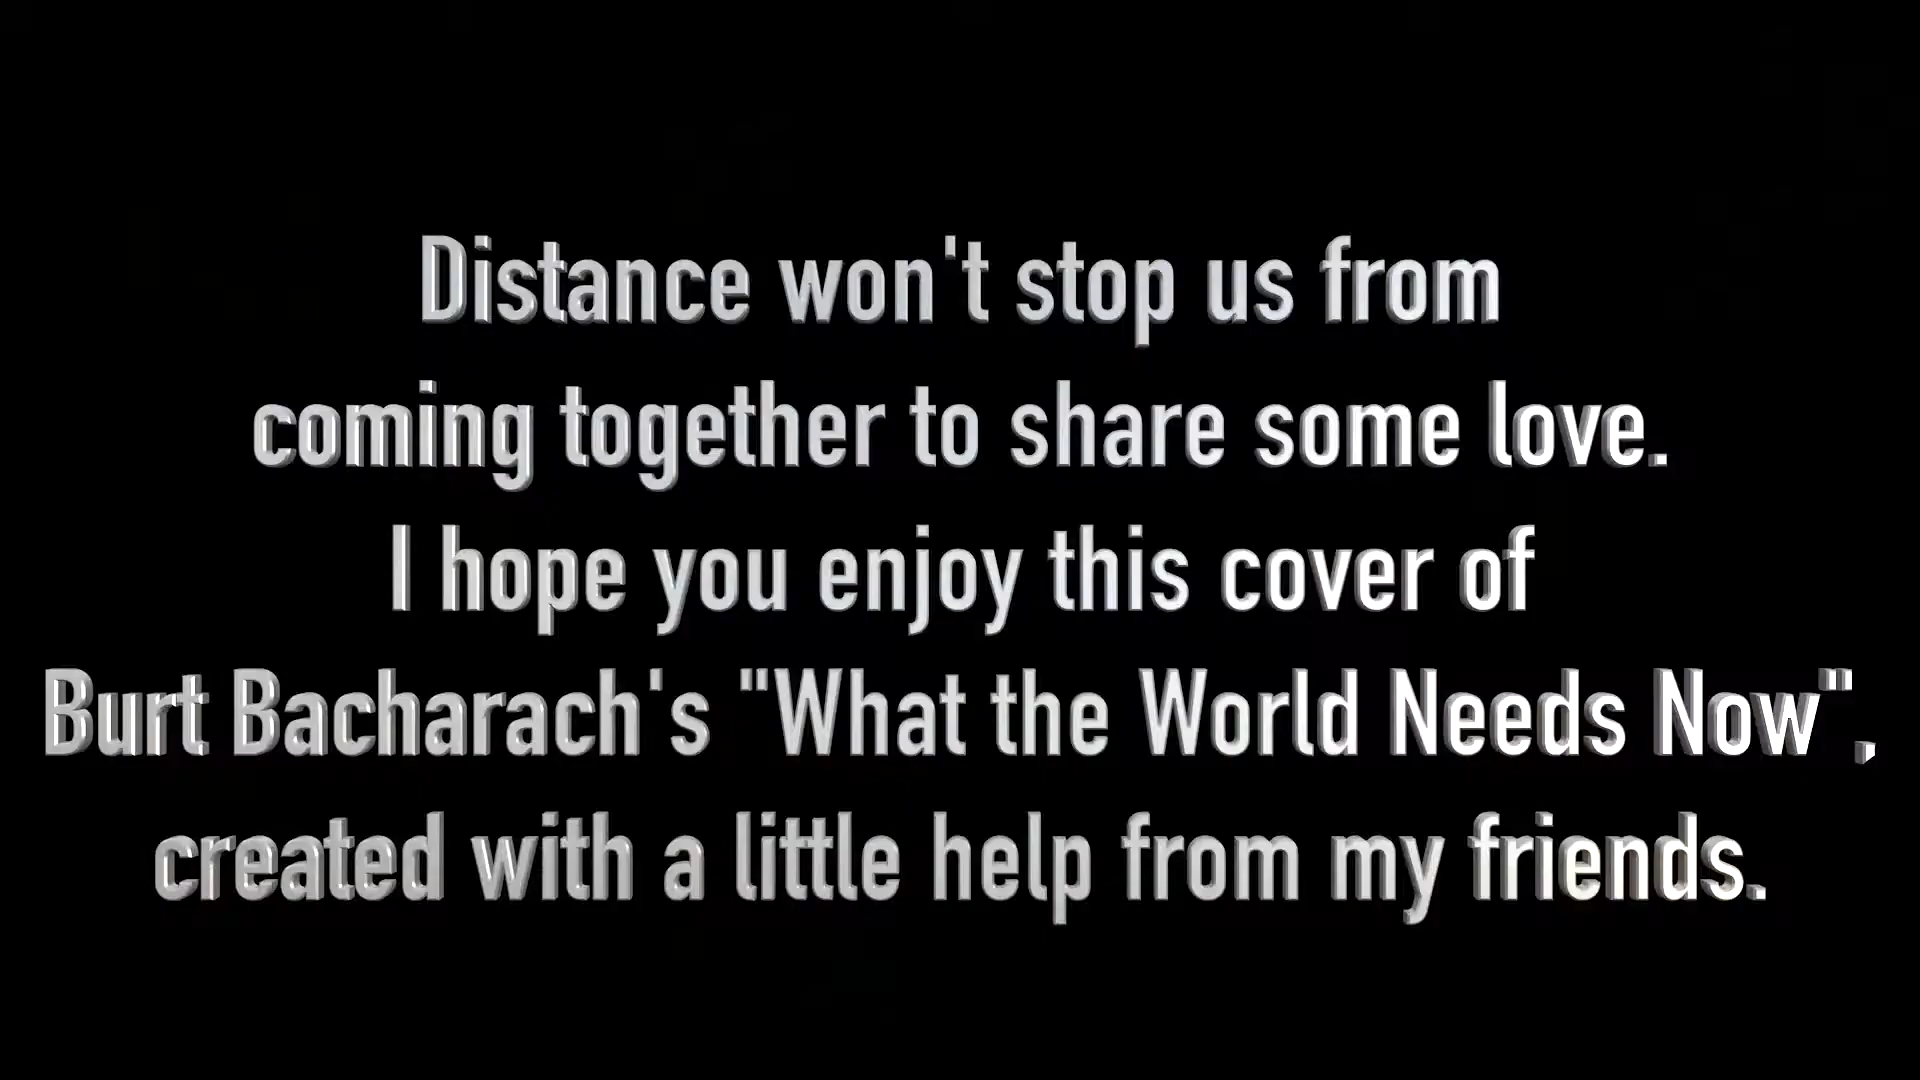 Distance won't stop us from
coming together to share some love.
I hope you enjoy this cover of
Burt Bacharach's "What the World Needs Now",
created with a little help from my friends.